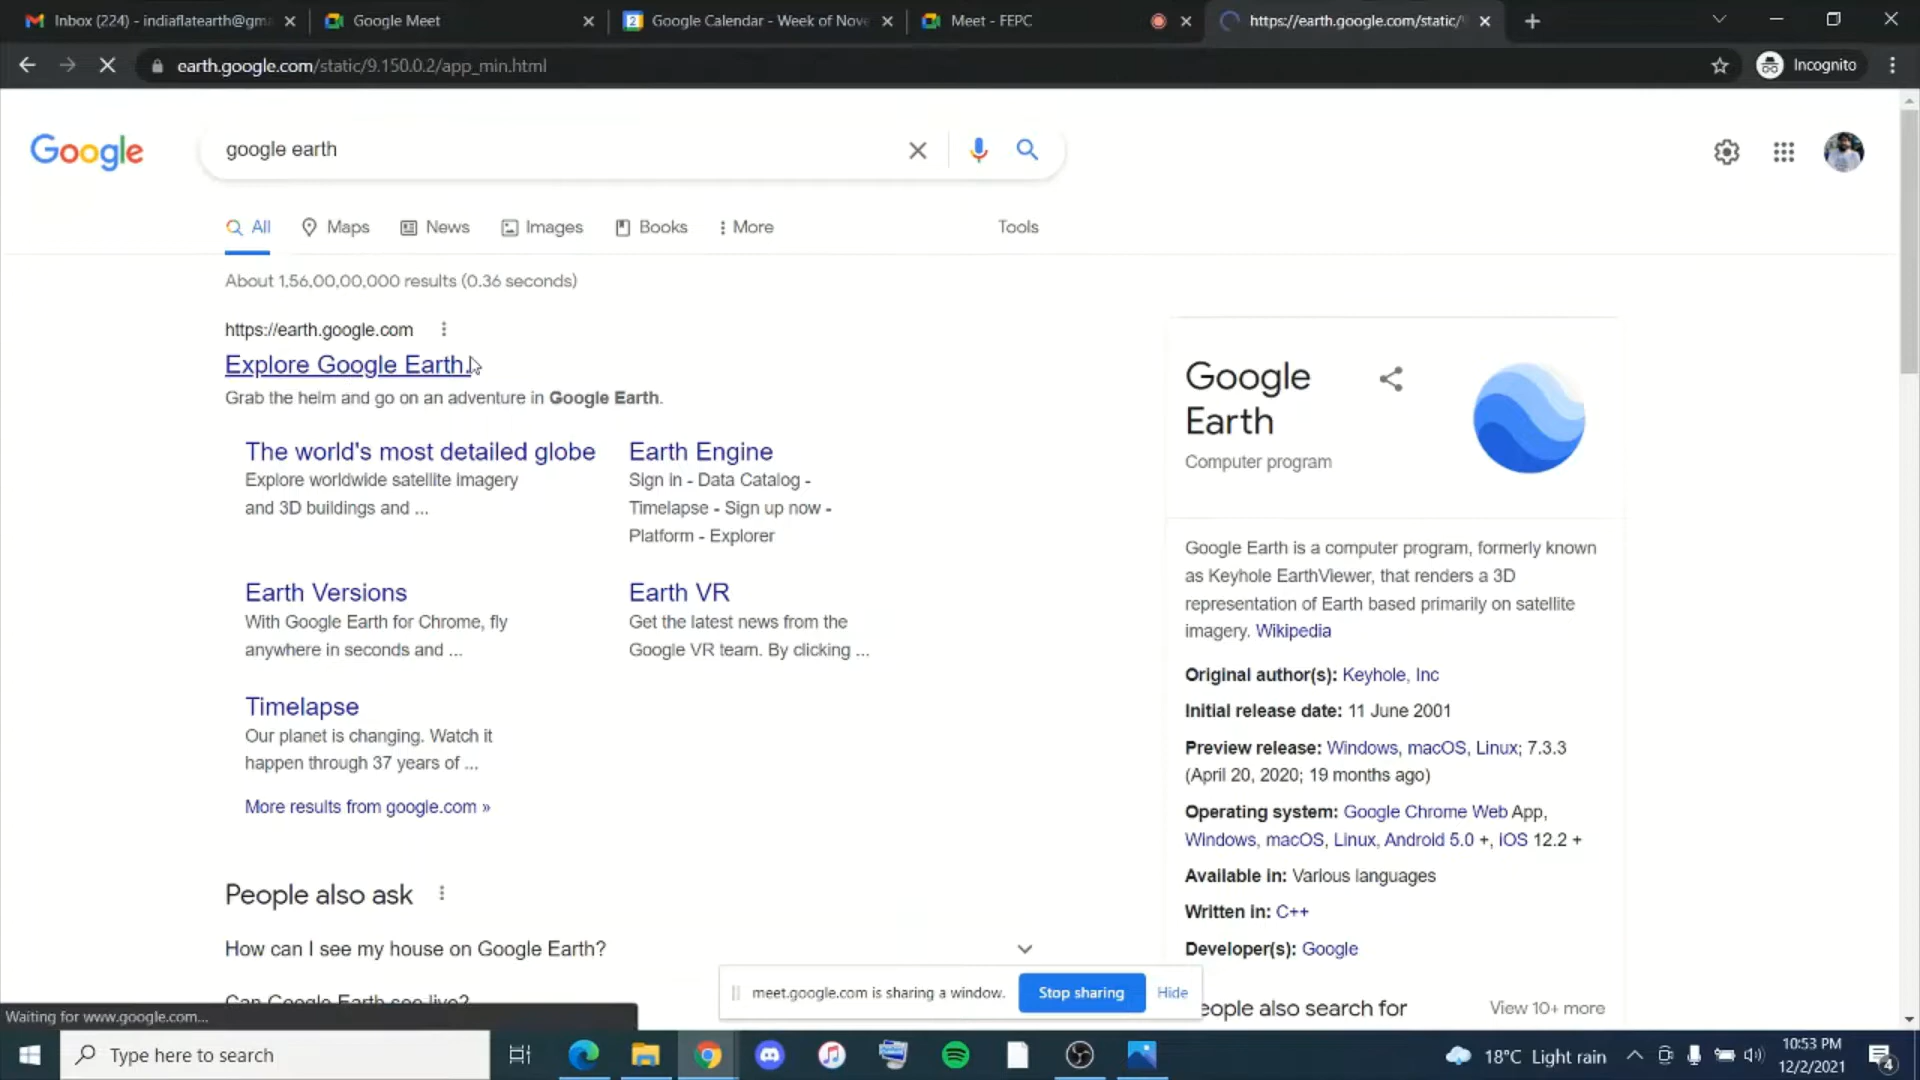 Inbox (224) - indiaflatearth@gm
Google Meet
Google Calendar - Week of Nove
Meet - FEPC
https://earth.google.com/static/
earth.google.com/static/9.150.0.2/app_min.html
Incognito
Google
google earth
All
Maps
News
Images
Books
More
Tools
About 1,56,00,00,000 results (0.36 seconds)
https://earth.google.com
Explore Google Earth.
Grab the helm and go on an adventure in Google Earth.
The world's most detailed globe
Explore worldwide satellite imagery
and 3D buildings and ...
Earth Engine
Sign in - Data Catalog -
Timelapse - Sign up now -
Platform - Explorer
Earth Versions
With Google Earth for Chrome, fly
anywhere in seconds and ...
Earth VR
Get the latest news from the
Google VR team. By clicking ...
Timelapse
Our planet is changing. Watch it
happen through 37 years of ...
More results from google.com »
People also ask
How can I see my house on Google Earth?
Can Google Earth see live?
Google
Earth
Computer program
Google Earth is a computer program, formerly known
as Keyhole EarthViewer, that renders a 3D
representation of Earth based primarily on satellite
imagery. Wikipedia
Original author(s): Keyhole, Inc
Initial release date: 11 June 2001
Preview release: Windows, macOS, Linux; 7.3.3
(April 20, 2020; 19 months ago)
Operating system: Google Chrome Web App,
Windows, macOS, Linux, Android 5.0 +, iOS 12.2 +
Available in: Various languages
Written in: C++
Developer(s): Google
eople also search for
View 10+ more
meet.google.com is sharing a window.
Stop sharing
Hide
Waiting for www.google.com...
Type here to search
18°C Light rain
10:53 PM
12/2/2021
4